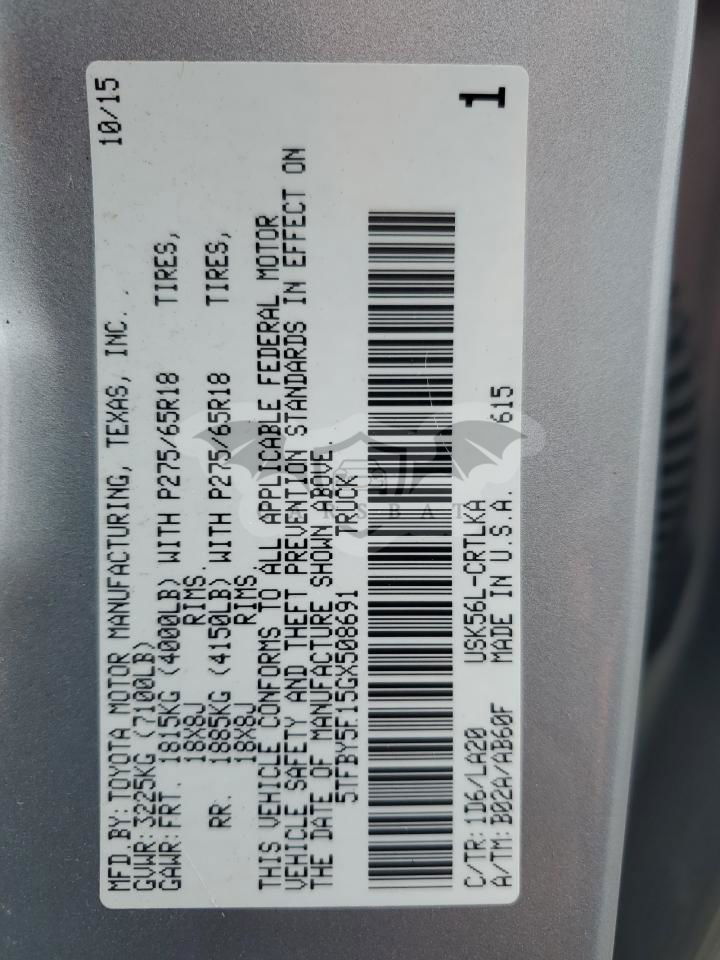 MFD.BY: TOYOTA MOTOR MANUFACTURING, TEXAS, INC. 10/15
GVWR: 3225KG (7100LB)
GAWR: FRT. 1815KG (4000LB) WITH P275/65R18 TIRES,
18X8J RIMS.
RR. 1885KG (4150LB) WITH P275/65R18 TIRES,
18X8J RIMS.
THIS VEHICLE CONFORMS TO ALL APPLICABLE FEDERAL MOTOR
VEHICLE SAFETY AND THEFT PREVENTION STANDARDS IN EFFECT ON
THE DATE OF MANUFACTURE SHOWN ABOVE.
5TFBY5F15GX508691 TRUCK
C/TR: 1D6/LA20 USK56L-CRTLKA
A/TM: B02A/AB60F MADE IN U.S.A. 615
1